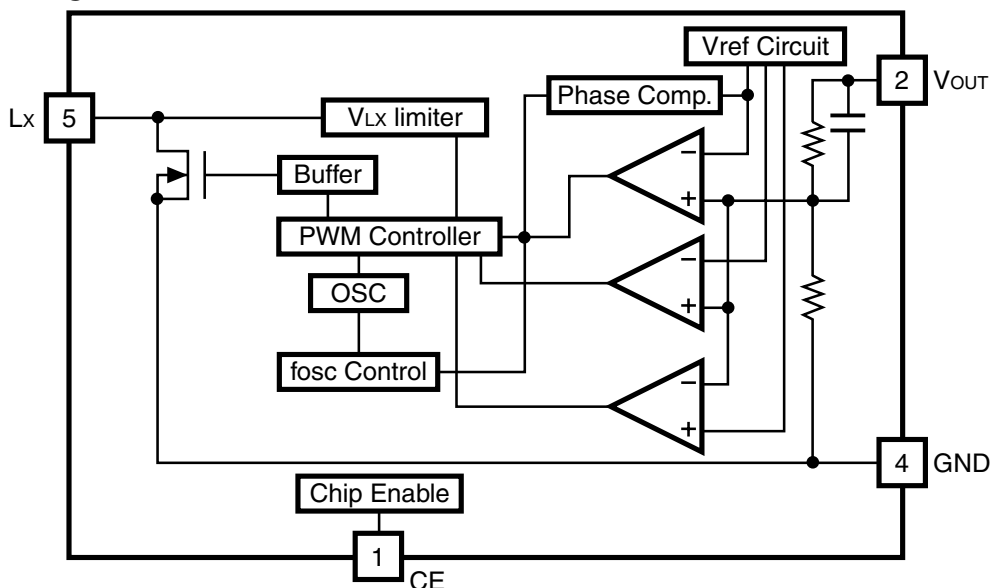 Vref Circuit
2
VOUT
Phase Comp.
LX
5
VLX limiter
−
+
Buffer
PWM Controller
−
+
OSC
fosc Control
−
+
4
GND
Chip Enable
1
CE